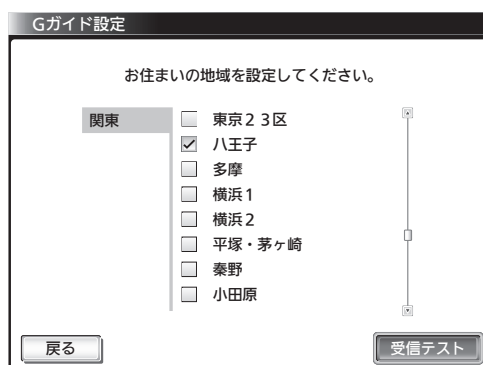 Gガイド設定
お住まいの地域を設定してください。
関東
東京23区
八王子
多摩
横浜1
横浜2
平塚・茅ヶ崎
秦野
小田原
戻る
受信テスト